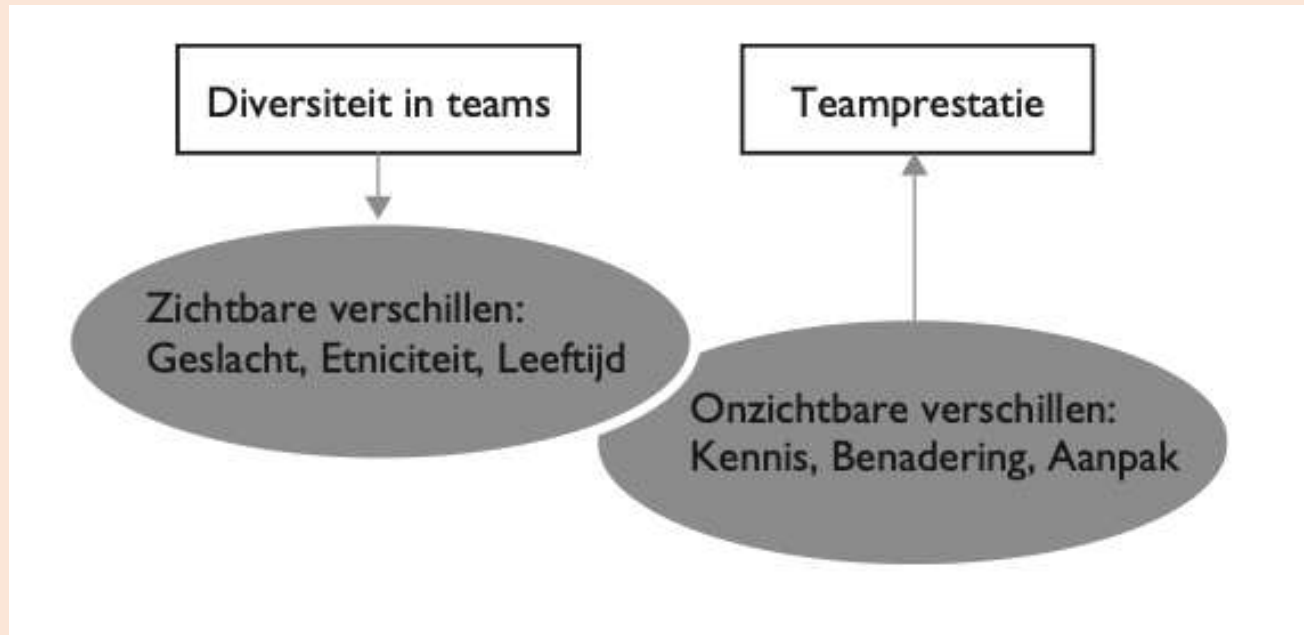 Diversiteit in teams
Teamprestatie
Zichtbare verschillen:
Geslacht, Etniciteit, Leeftijd
Onzichtbare verschillen:
Kennis, Benadering, Aanpak